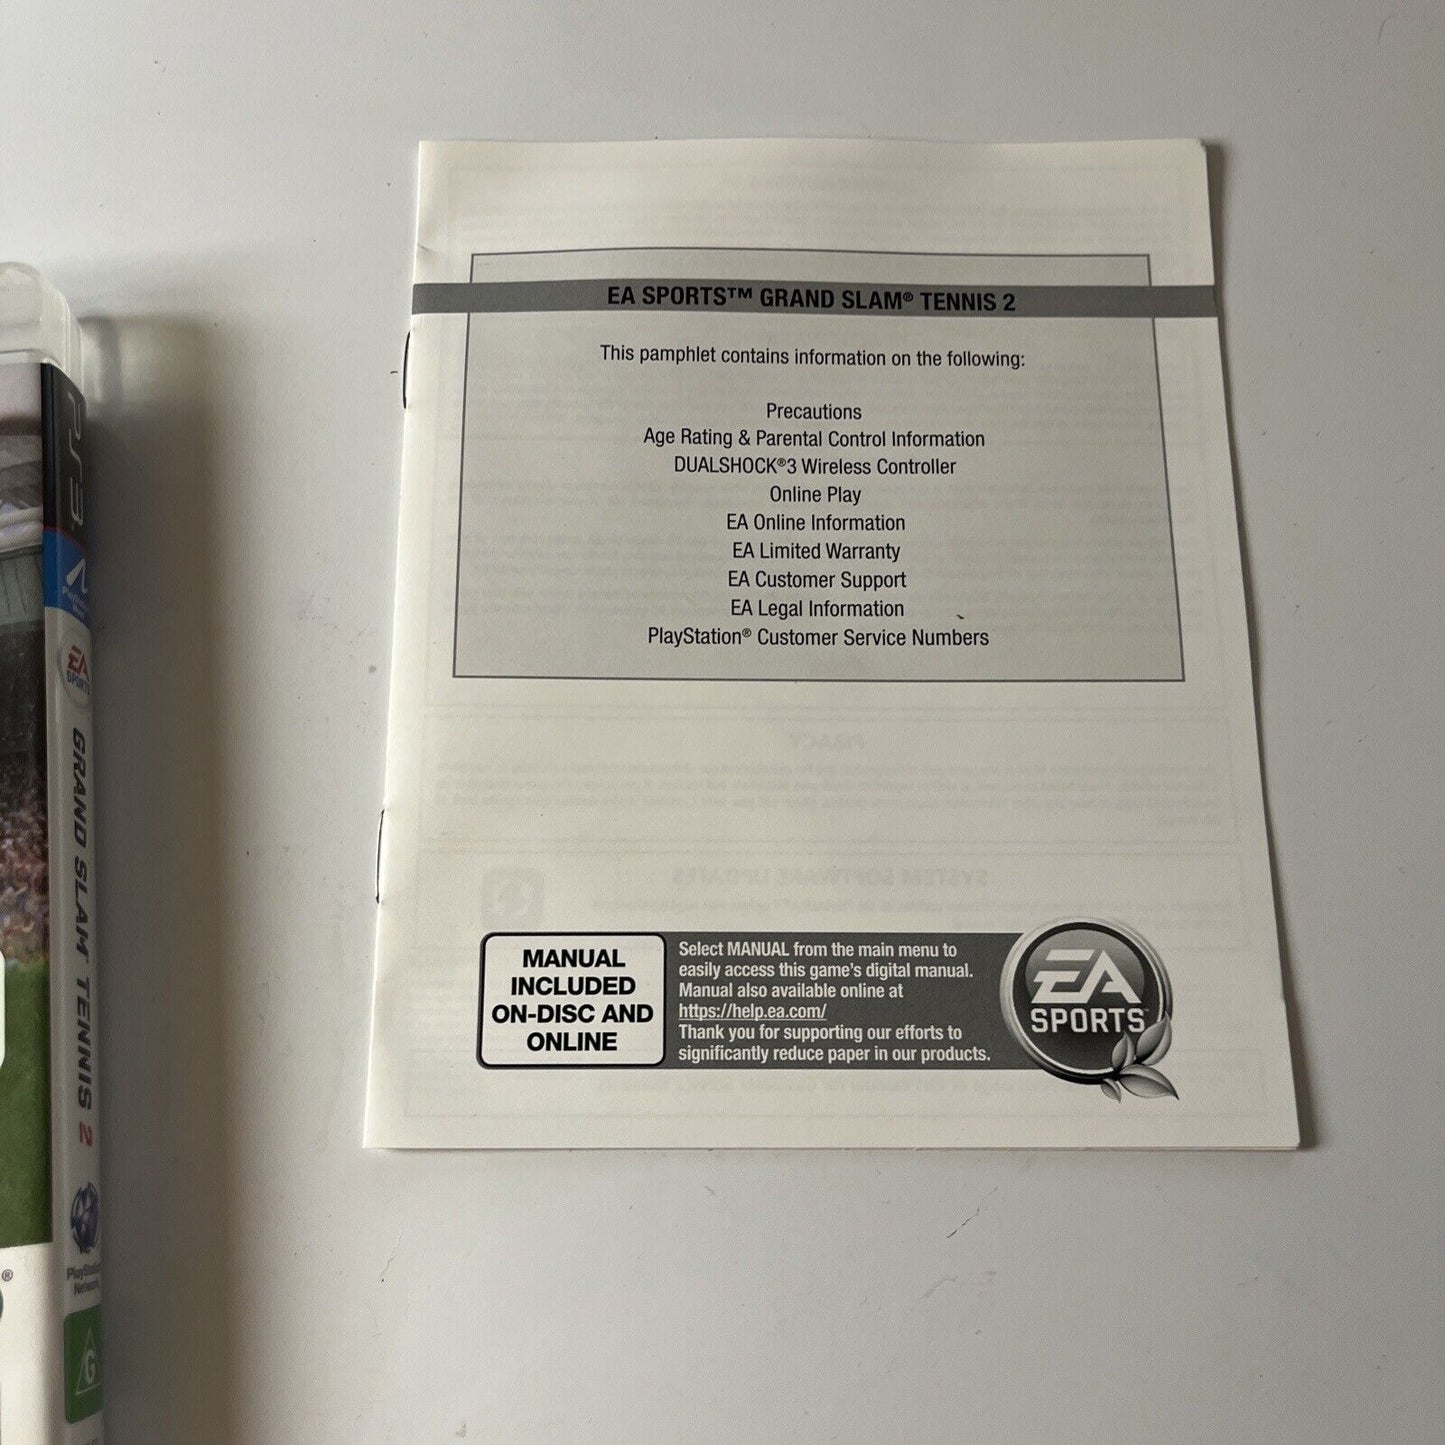 EA SPORTS™ GRAND SLAM® TENNIS 2
This pamphlet contains information on the following:
Precautions
Age Rating & Parental Control Information
DUALSHOCK®3 Wireless Controller
Online Play
EA Online Information
EA Limited Warranty
EA Customer Support
EA Legal Information
PlayStation® Customer Service Numbers
MANUAL
INCLUDED
ON-DISC AND
ONLINE
Select MANUAL from the main menu to
easily access this game's digital manual.
Manual also available online at
https://help.ea.com/
Thank you for supporting our efforts to
significantly reduce paper in our products.
EA
SPORTS™
PS3
EA
SPORTS
GRAND SLAM® TENNIS 2
Network
G
®